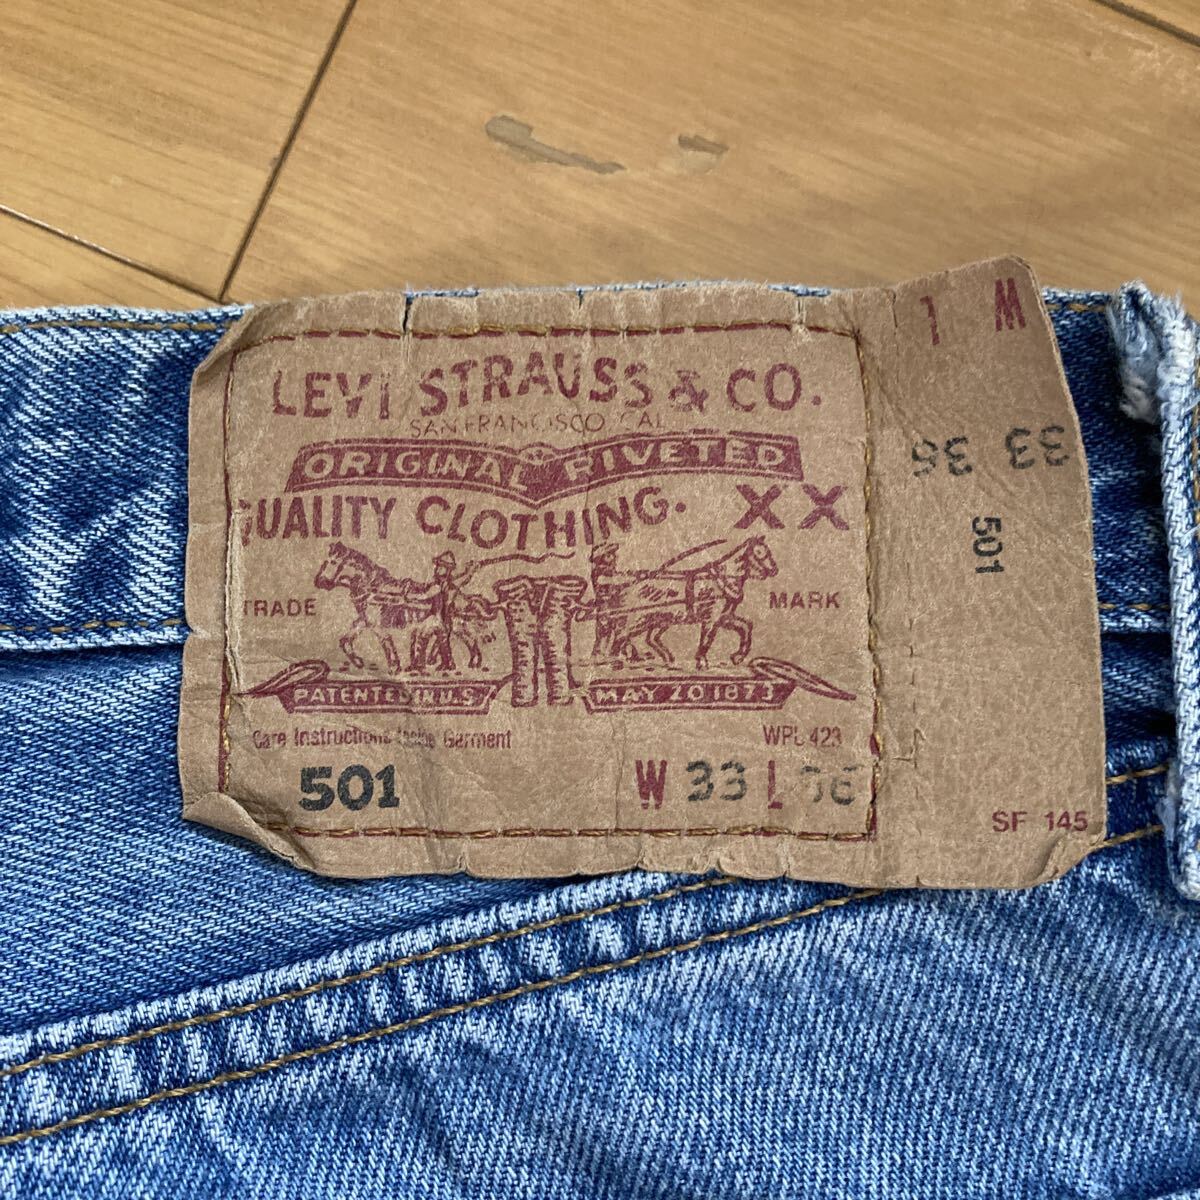 LEVI STRAUSS & CO.
SAN FRANCISCO CAL
ORIGINAL RIVETED
QUALITY CLOTHING. XX
TRADE MARK
PATENTED IN U.S. MAY 20 1873
Care Instructions Inside Garment WPL 423
501 W 33 L 36
L W
36 33
501
SF 145